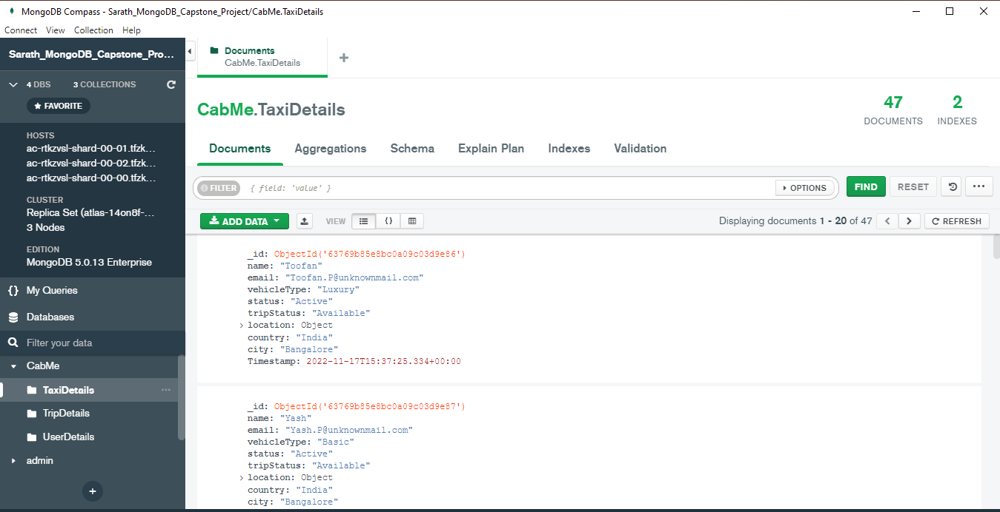 MongoDB Compass - Sarath_MongoDB_Capstone_Project/CabMe.TaxiDetails
Connect View Collection Help
Sarath_MongoDB_Capstone_Pro...
4 DBS 3 COLLECTIONS
★ FAVORITE
HOSTS
ac-rtkzvsl-shard-00-01.tfzk...
ac-rtkzvsl-shard-00-02.tfzk...
ac-rtkzvsl-shard-00-00.tfzk...
CLUSTER
Replica Set (atlas-14on8f-...
3 Nodes
EDITION
MongoDB 5.0.13 Enterprise
{} My Queries
Databases
Filter your data
CabMe
TaxiDetails ...
TripDetails
UserDetails
admin
+
Documents
CabMe.TaxiDetails
+
CabMe.TaxiDetails
47 DOCUMENTS
2 INDEXES
Documents Aggregations Schema Explain Plan Indexes Validation
FILTER { field: 'value' } OPTIONS FIND RESET ...
ADD DATA VIEW {} Displaying documents 1 - 20 of 47 < > REFRESH
_id: ObjectId('63769b85e8bc0a09c03d9e86')
name: "Toofan"
email: "Toofan.P@unknownmail.com"
vehicleType: "Luxury"
status: "Active"
tripStatus: "Available"
> location: Object
country: "India"
city: "Bangalore"
Timestamp: 2022-11-17T15:37:25.334+00:00
_id: ObjectId('63769b85e8bc0a09c03d9e87')
name: "Yash"
email: "Yash.P@unknownmail.com"
vehicleType: "Basic"
status: "Active"
tripStatus: "Available"
> location: Object
country: "India"
city: "Bangalore"